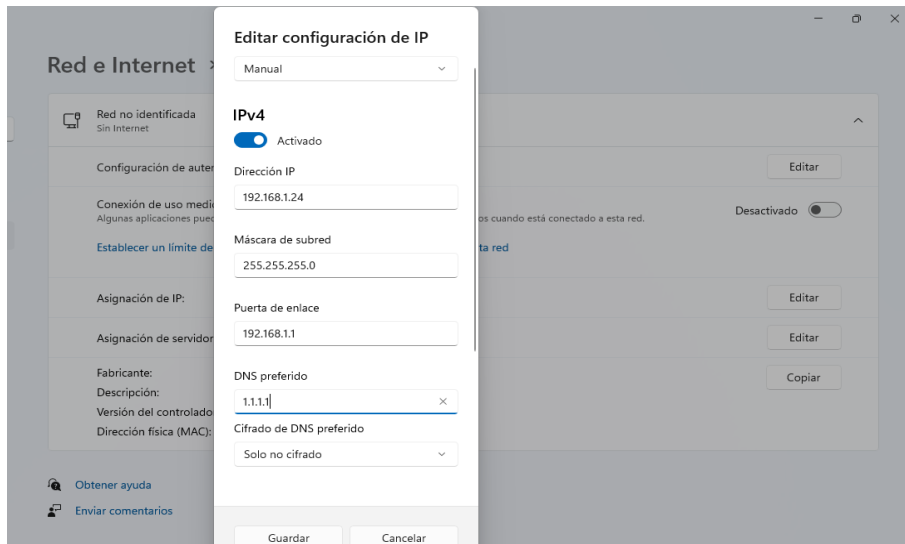 Editar configuración de IP
Red e Internet
Manual
Red no identificada
Sin Internet
IPv4
Activado
Configuración de auten
Editar
Dirección IP
192.168.1.24
Conexión de uso medi
Algunas aplicaciones pued
os cuando está conectado a esta red.
Desactivado
Establecer un límite de
ta red
Máscara de subred
255.255.255.0
Asignación de IP:
Editar
Puerta de enlace
192.168.1.1
Asignación de servidor
Editar
Fabricante:
Descripción:
Versión del controlado
Dirección física (MAC):
Copiar
DNS preferido
1.1.1.1
Cifrado de DNS preferido
Solo no cifrado
Obtener ayuda
Enviar comentarios
Guardar
Cancelar